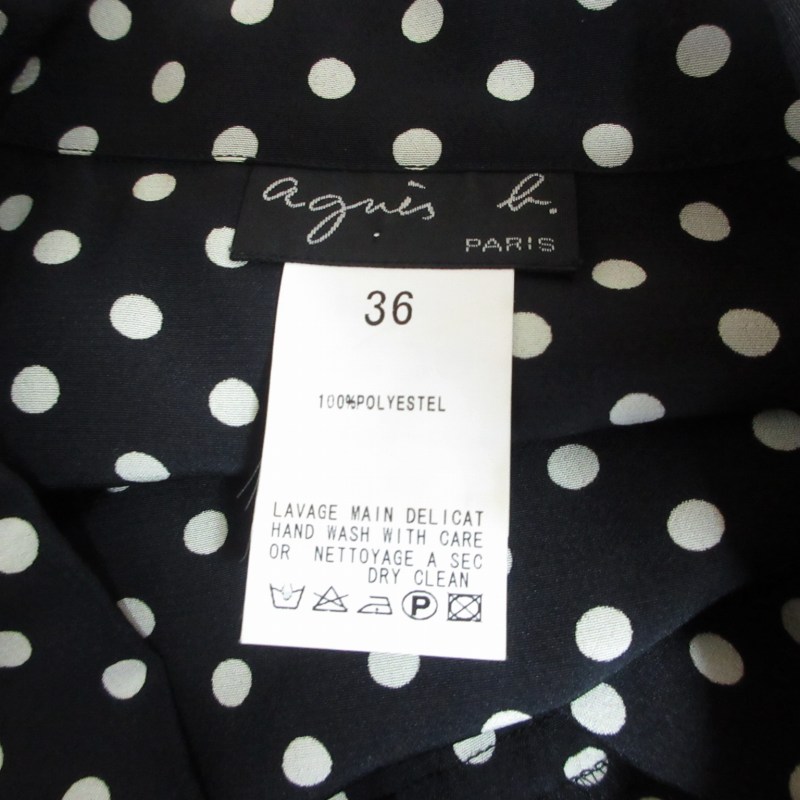 agnès b.
PARIS
36
100%POLYESTEL
LAVAGE MAIN DELICAT
HAND WASH WITH CARE
OR NETTOYAGE A SEC
DRY CLEAN
P